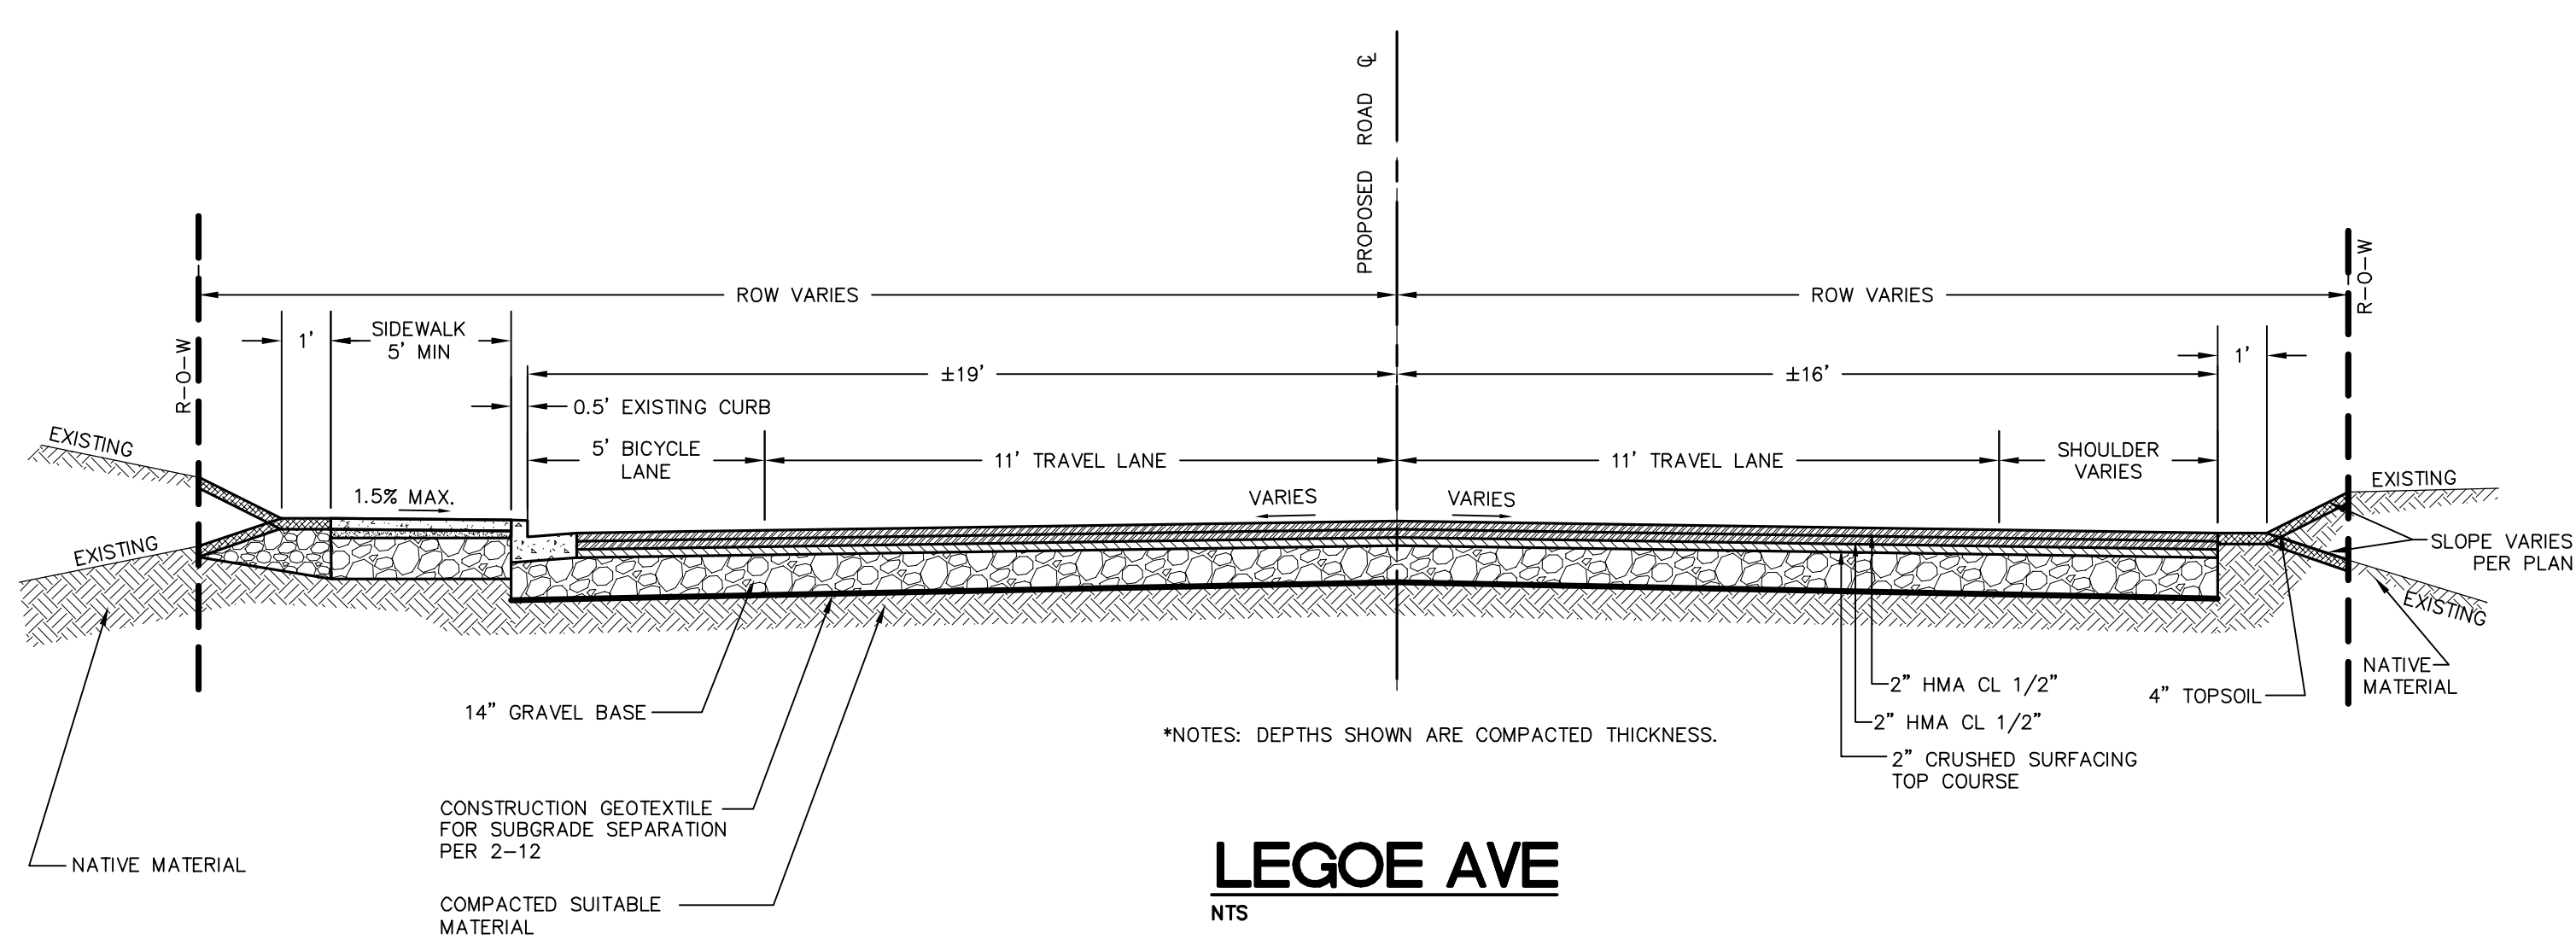 PROPOSED ROAD ℄
R-O-W
ROW VARIES
ROW VARIES
R-O-W
1'
SIDEWALK
5' MIN
±19'
±16'
1'
0.5' EXISTING CURB
5' BICYCLE
LANE
11' TRAVEL LANE
11' TRAVEL LANE
SHOULDER
VARIES
EXISTING
1.5% MAX.
VARIES
VARIES
EXISTING
EXISTING
SLOPE VARIES
PER PLAN
EXISTING
NATIVE
MATERIAL
4" TOPSOIL
2" HMA CL 1/2"
2" HMA CL 1/2"
2" CRUSHED SURFACING
TOP COURSE
14" GRAVEL BASE
*NOTES: DEPTHS SHOWN ARE COMPACTED THICKNESS.
CONSTRUCTION GEOTEXTILE
FOR SUBGRADE SEPARATION
PER 2-12
NATIVE MATERIAL
COMPACTED SUITABLE
MATERIAL
LEGOE AVE
NTS